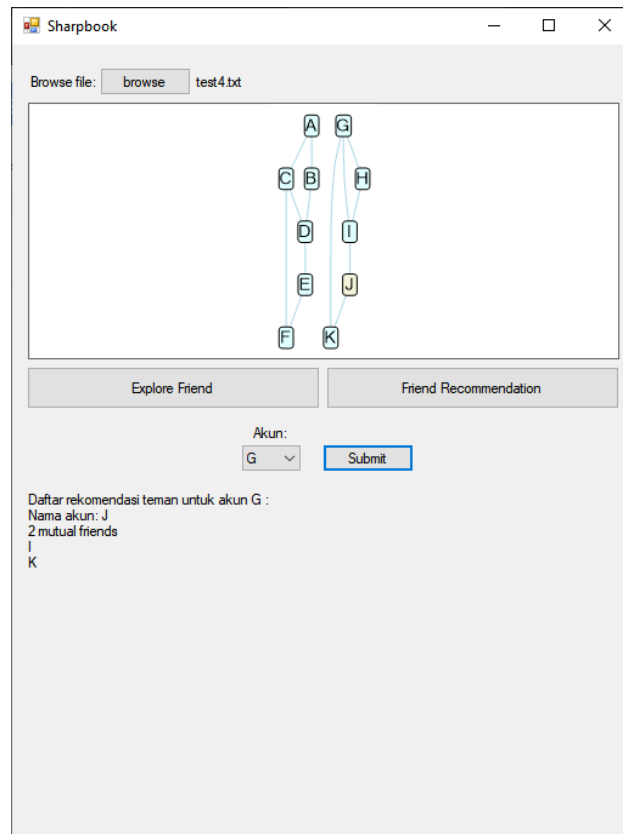 Sharpbook
Browse file: browse test4.txt
A G
C B H
D I
E J
F K
Explore Friend Friend Recommendation
Akun:
G Submit
Daftar rekomendasi teman untuk akun G :
Nama akun: J
2 mutual friends
I
K